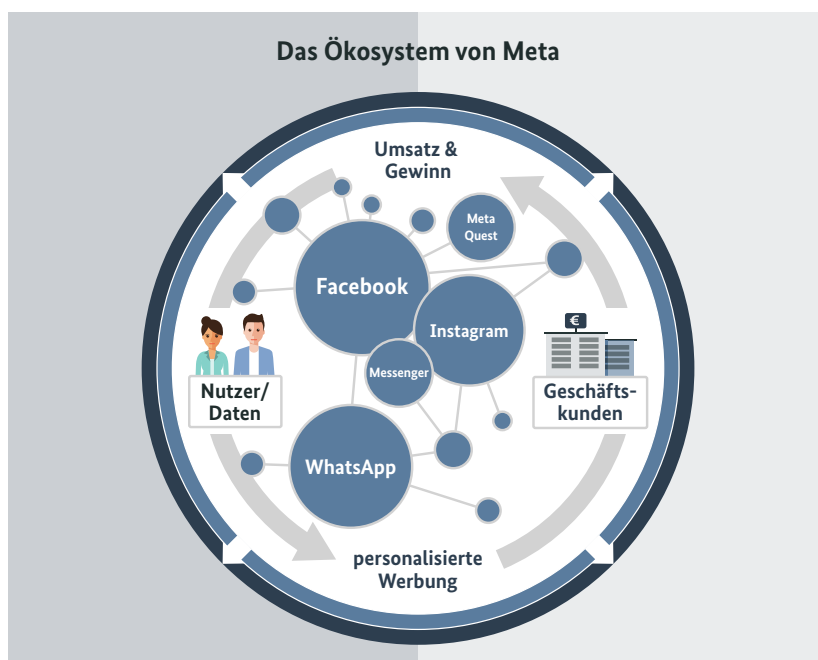 Das Ökosystem von Meta
Umsatz &
Gewinn
Meta
Quest
Facebook
Instagram
Messenger
€
Nutzer/
Daten
Geschäfts-
kunden
WhatsApp
personalisierte
Werbung